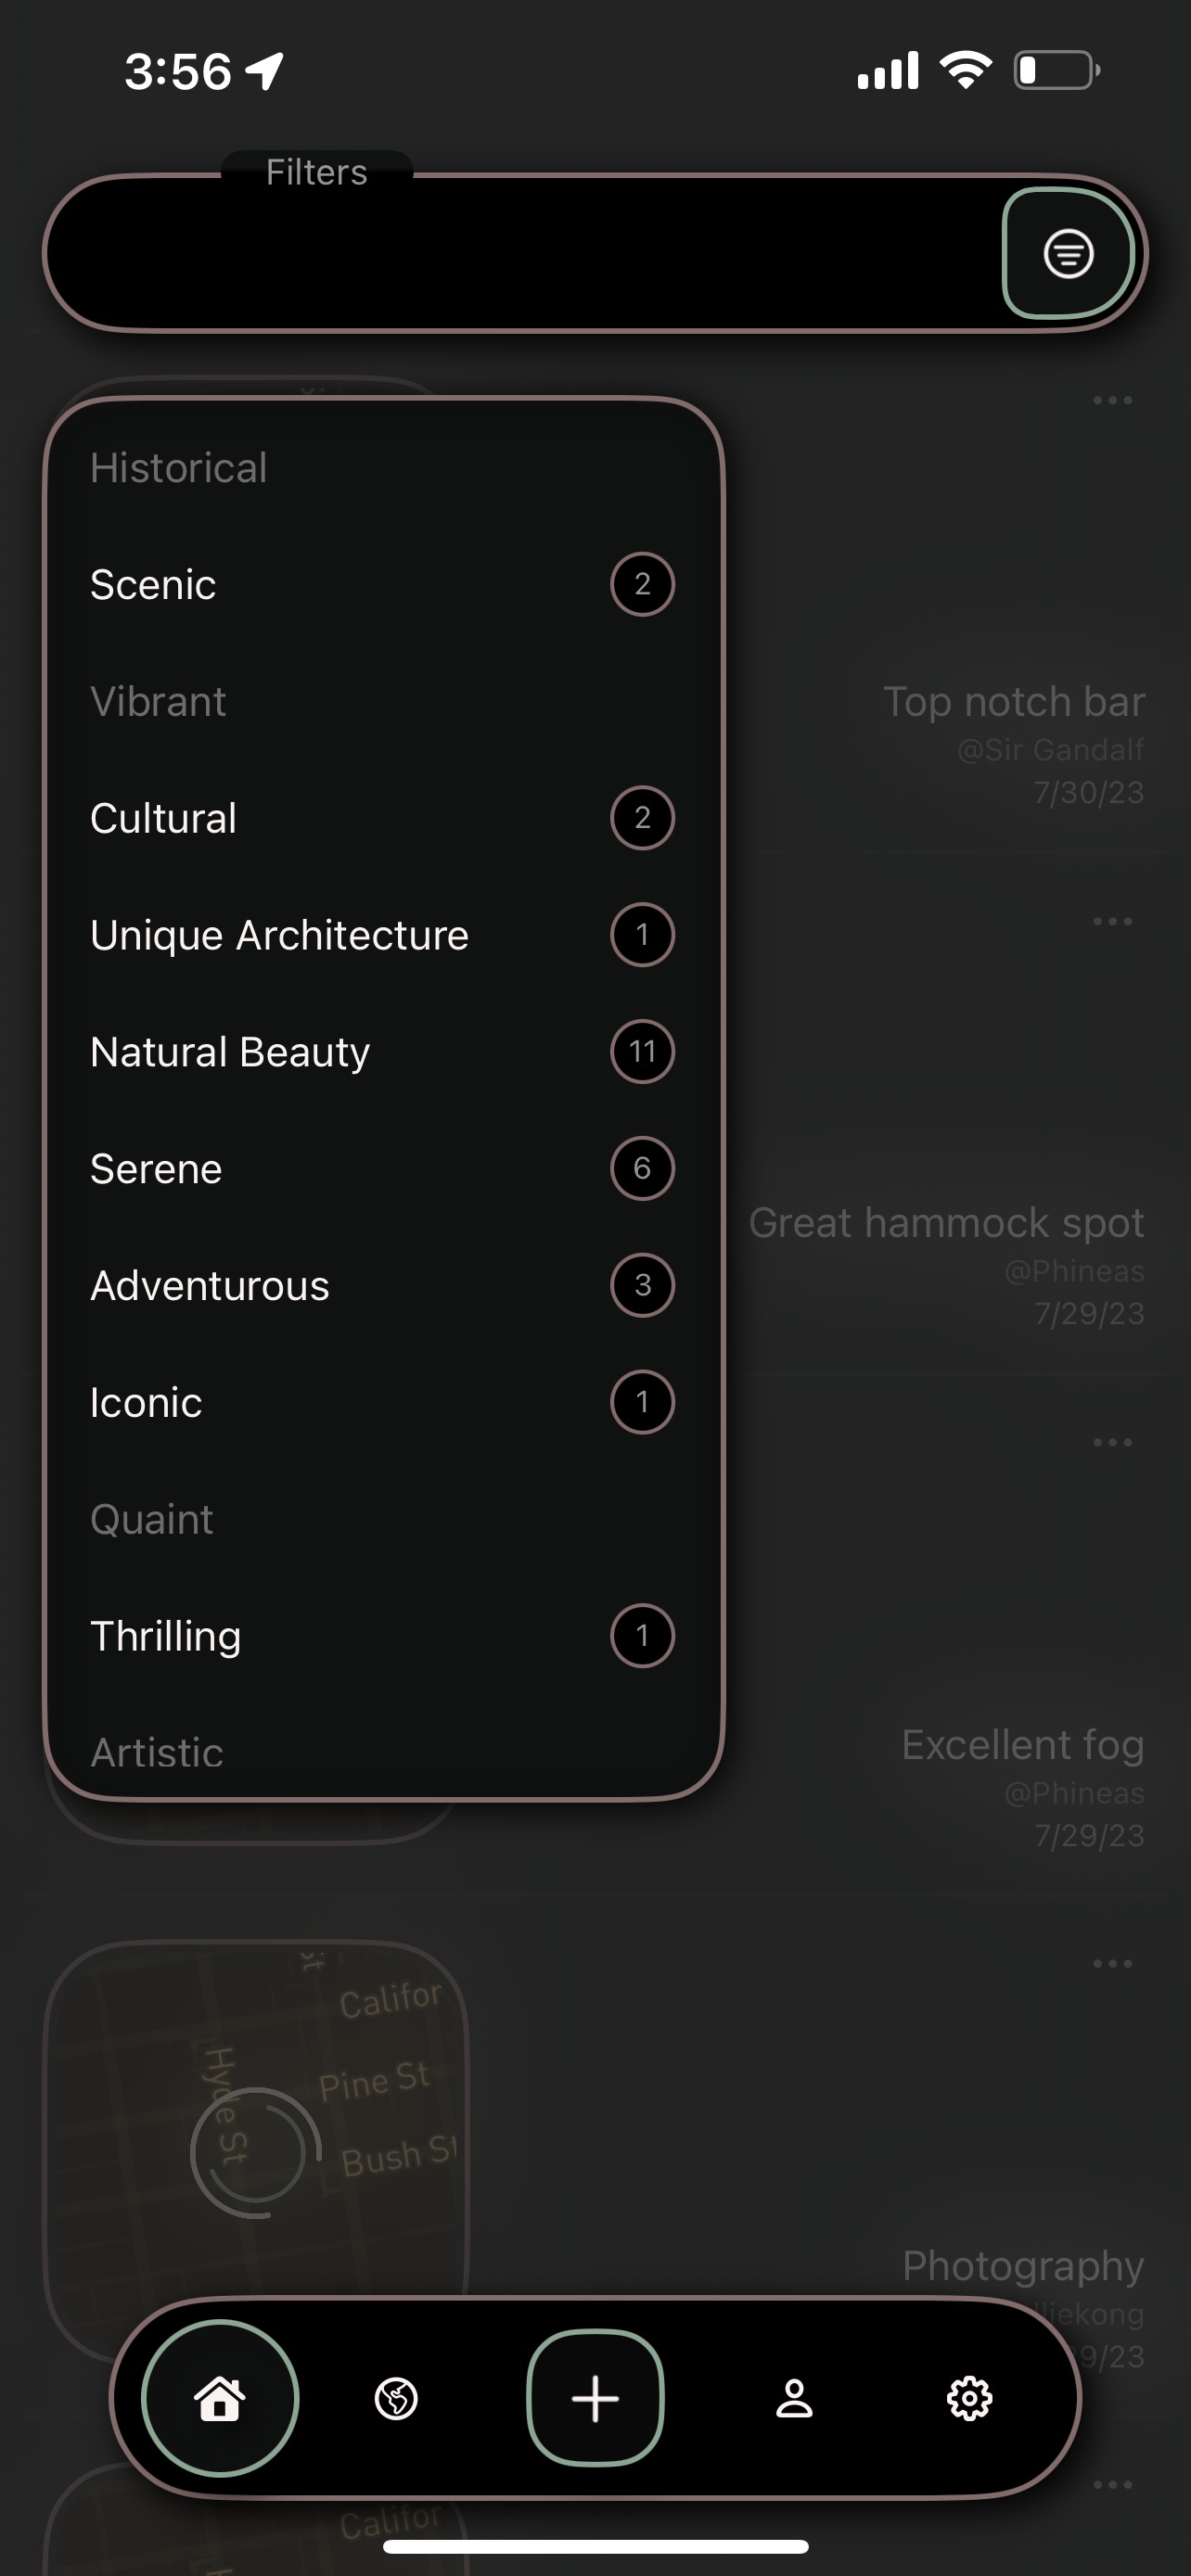 3:56
Filters
Historical
Scenic 2
Vibrant
Top notch bar
@Sir Gandalf
7/30/23
Cultural 2
Unique Architecture 1
Natural Beauty 11
Serene 6
Great hammock spot
@Phineas
7/29/23
Adventurous 3
Iconic 1
Quaint
Thrilling 1
Artistic
Excellent fog
@Phineas
7/29/23
St
Califor
Hyde St
Pine St
Bush St
Photography
liekong
9/23
Califor